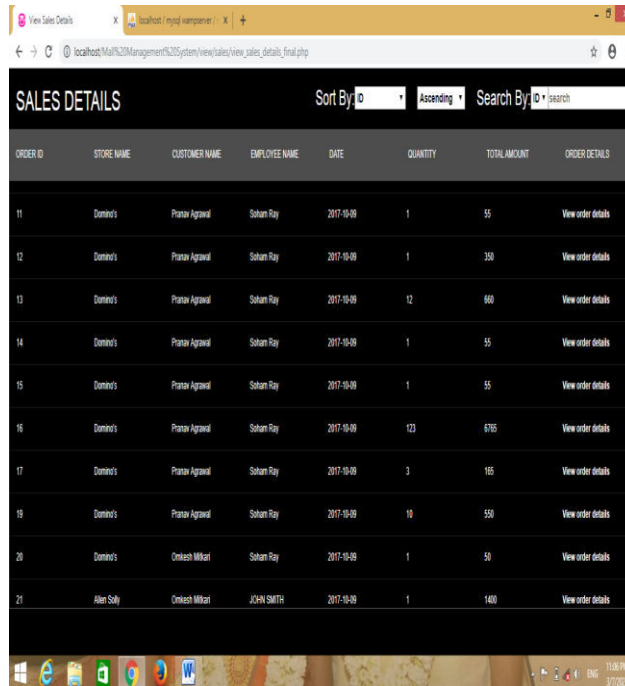 View Sales Details
localhost / mysql wampserver /
localhost/Mall%20Management%20System/view/sales/view_sales_details_final.php
SALES DETAILS
Sort By: ID Ascending Search By: ID search
ORDER ID STORE NAME CUSTOMER NAME EMPLOYEE NAME DATE QUANTITY TOTAL AMOUNT ORDER DETAILS
11 Domino's Pranav Agrawal Soham Ray 2017-10-09 1 55 View order details
12 Domino's Pranav Agrawal Soham Ray 2017-10-09 1 350 View order details
13 Domino's Pranav Agrawal Soham Ray 2017-10-09 12 660 View order details
14 Domino's Pranav Agrawal Soham Ray 2017-10-09 1 55 View order details
15 Domino's Pranav Agrawal Soham Ray 2017-10-09 1 55 View order details
16 Domino's Pranav Agrawal Soham Ray 2017-10-09 123 6765 View order details
17 Domino's Pranav Agrawal Soham Ray 2017-10-09 3 165 View order details
19 Domino's Pranav Agrawal Soham Ray 2017-10-09 10 550 View order details
20 Domino's Omkesh Mitkari Soham Ray 2017-10-09 1 50 View order details
21 Allen Solly Omkesh Mitkari JOHN SMITH 2017-10-09 1 1400 View order details
ENG 11:06 P